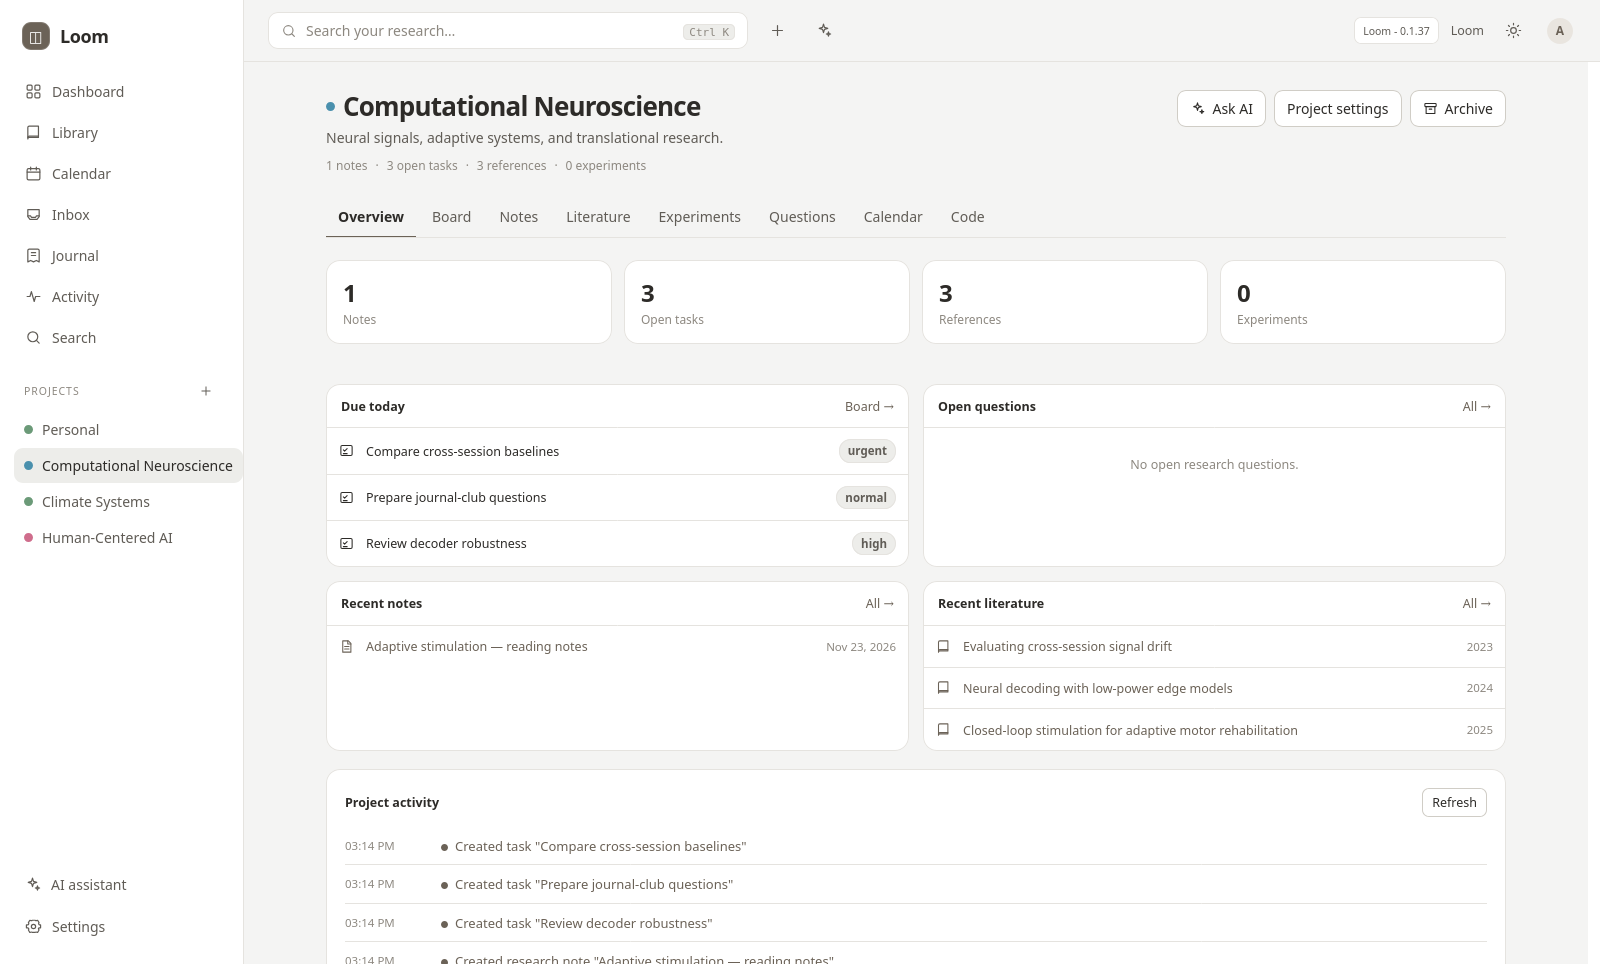 Loom
Search your research...
Ctrl K
Loom - 0.1.37
Loom
A
Dashboard
Library
Calendar
Inbox
Journal
Activity
Search
PROJECTS
Personal
Computational Neuroscience
Climate Systems
Human-Centered AI
AI assistant
Settings
Computational Neuroscience
Ask AI
Project settings
Archive
Neural signals, adaptive systems, and translational research.
1 notes · 3 open tasks · 3 references · 0 experiments
Overview Board Notes Literature Experiments Questions Calendar Code
1
Notes
3
Open tasks
3
References
0
Experiments
Due today
Board →
Compare cross-session baselines
urgent
Prepare journal-club questions
normal
Review decoder robustness
high
Open questions
All →
No open research questions.
Recent notes
All →
Adaptive stimulation — reading notes
Nov 23, 2026
Recent literature
All →
Evaluating cross-session signal drift
2023
Neural decoding with low-power edge models
2024
Closed-loop stimulation for adaptive motor rehabilitation
2025
Project activity
Refresh
03:14 PM
Created task "Compare cross-session baselines"
03:14 PM
Created task "Prepare journal-club questions"
03:14 PM
Created task "Review decoder robustness"
03:14 PM
Created research note "Adaptive stimulation — reading notes"